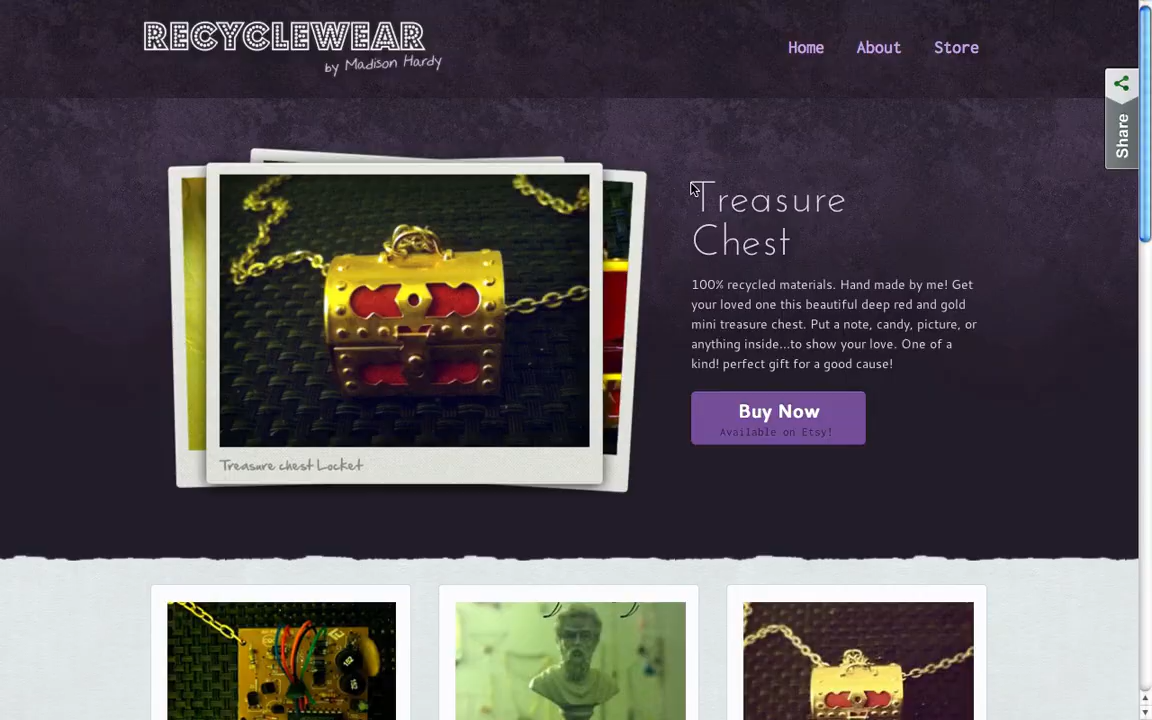 RECYCLEWEAR
by Madison Hardy
Home About Store
Share
Treasure
Chest
100% recycled materials. Hand made by me! Get
your loved one this beautiful deep red and gold
mini treasure chest. Put a note, candy, picture, or
anything inside...to show your love. One of a
kind! perfect gift for a good cause!
Buy Now
Available on Etsy!
Treasure chest Locket